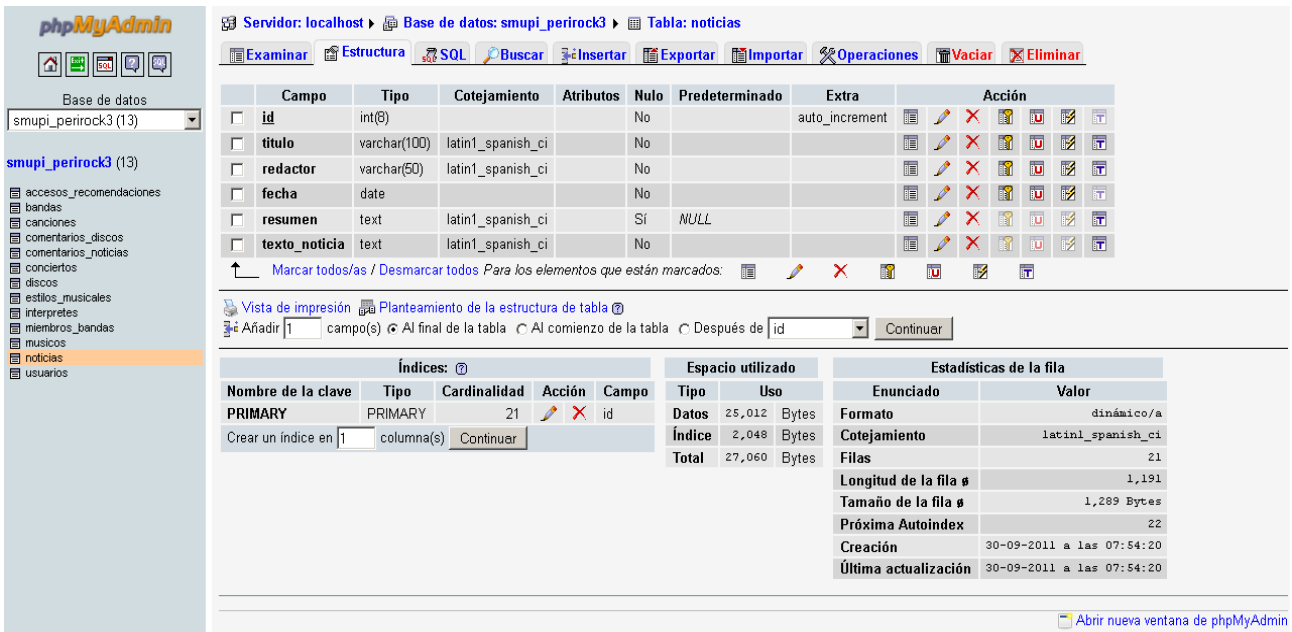 phpMyAdmin
Base de datos
smupi_perirock3 (13)
smupi_perirock3 (13)
accesos_recomendaciones
bandas
canciones
comentarios_discos
comentarios_noticias
conciertos
discos
estilos_musicales
interpretes
miembros_bandas
musicos
noticias
usuarios
Servidor: localhost Base de datos: smupi_perirock3 Tabla: noticias
Examinar Estructura SQL Buscar Insertar Exportar Importar Operaciones Vaciar Eliminar
Campo Tipo Cotejamiento Atributos Nulo Predeterminado Extra Acción
id int(8) No auto_increment
titulo varchar(100) latin1_spanish_ci No
redactor varchar(50) latin1_spanish_ci No
fecha date No
resumen text latin1_spanish_ci Sí NULL
texto_noticia text latin1_spanish_ci No
Marcar todos/as / Desmarcar todos Para los elementos que están marcados:
Vista de impresión Planteamiento de la estructura de tabla
Añadir 1 campo(s) Al final de la tabla Al comienzo de la tabla Después de id Continuar
Índices:
Nombre de la clave Tipo Cardinalidad Acción Campo
PRIMARY PRIMARY 21 id
Crear un índice en 1 columna(s) Continuar
Espacio utilizado
Tipo Uso
Datos 25,012 Bytes
Índice 2,048 Bytes
Total 27,060 Bytes
Estadísticas de la fila
Enunciado Valor
Formato dinámico/a
Cotejamiento latin1_spanish_ci
Filas 21
Longitud de la fila ø 1,191
Tamaño de la fila ø 1,289 Bytes
Próxima Autoindex 22
Creación 30-09-2011 a las 07:54:20
Última actualización 30-09-2011 a las 07:54:20
Abrir nueva ventana de phpMyAdmin